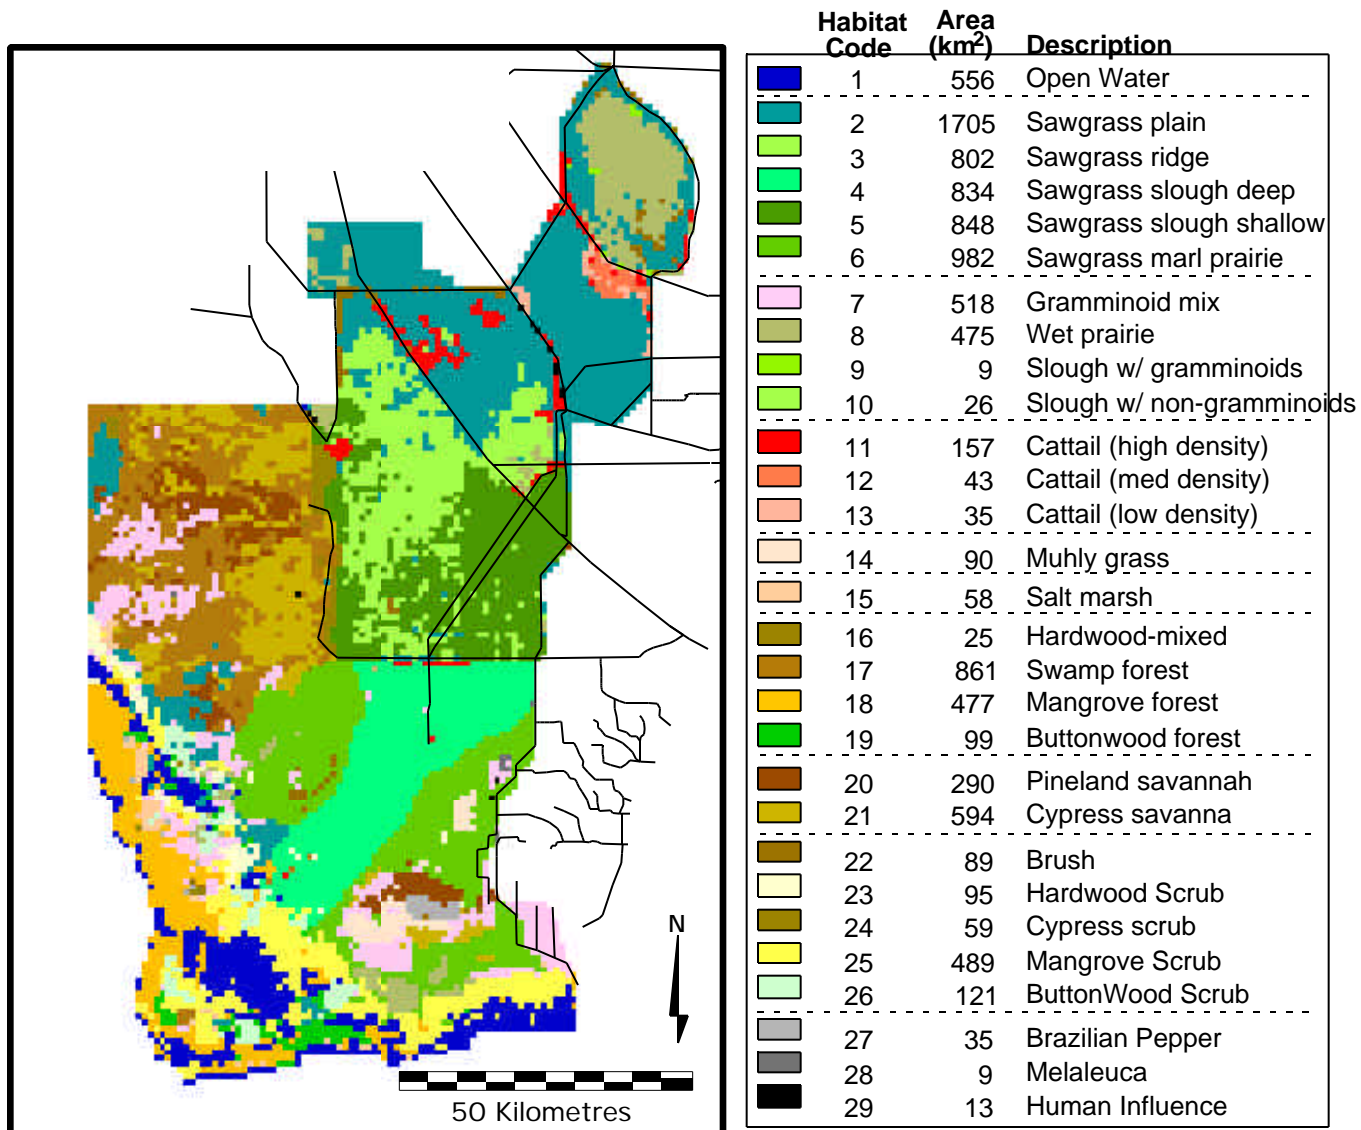 N
50 Kilometres
Habitat Code Area (km2) Description
1 556 Open Water
2 1705 Sawgrass plain
3 802 Sawgrass ridge
4 834 Sawgrass slough deep
5 848 Sawgrass slough shallow
6 982 Sawgrass marl prairie
7 518 Gramminoid mix
8 475 Wet prairie
9 9 Slough w/ gramminoids
10 26 Slough w/ non-gramminoids
11 157 Cattail (high density)
12 43 Cattail (med density)
13 35 Cattail (low density)
14 90 Muhly grass
15 58 Salt marsh
16 25 Hardwood-mixed
17 861 Swamp forest
18 477 Mangrove forest
19 99 Buttonwood forest
20 290 Pineland savannah
21 594 Cypress savanna
22 89 Brush
23 95 Hardwood Scrub
24 59 Cypress scrub
25 489 Mangrove Scrub
26 121 ButtonWood Scrub
27 35 Brazilian Pepper
28 9 Melaleuca
29 13 Human Influence